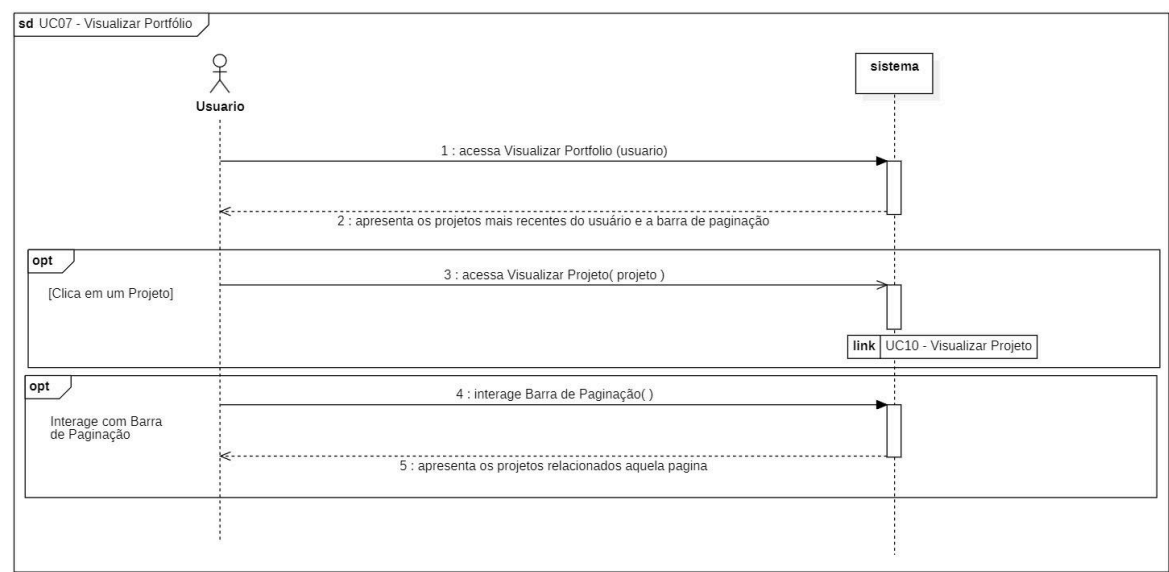 sd UC07 - Visualizar Portfólio
sistema
Usuario
1 : acessa Visualizar Portfolio (usuario)
2 : apresenta os projetos mais recentes do usuário e a barra de paginação
opt
3 : acessa Visualizar Projeto( projeto )
[Clica em um Projeto]
link UC10 - Visualizar Projeto
opt
4 : interage Barra de Paginação( )
Interage com Barra
de Paginação
5 : apresenta os projetos relacionados aquela pagina